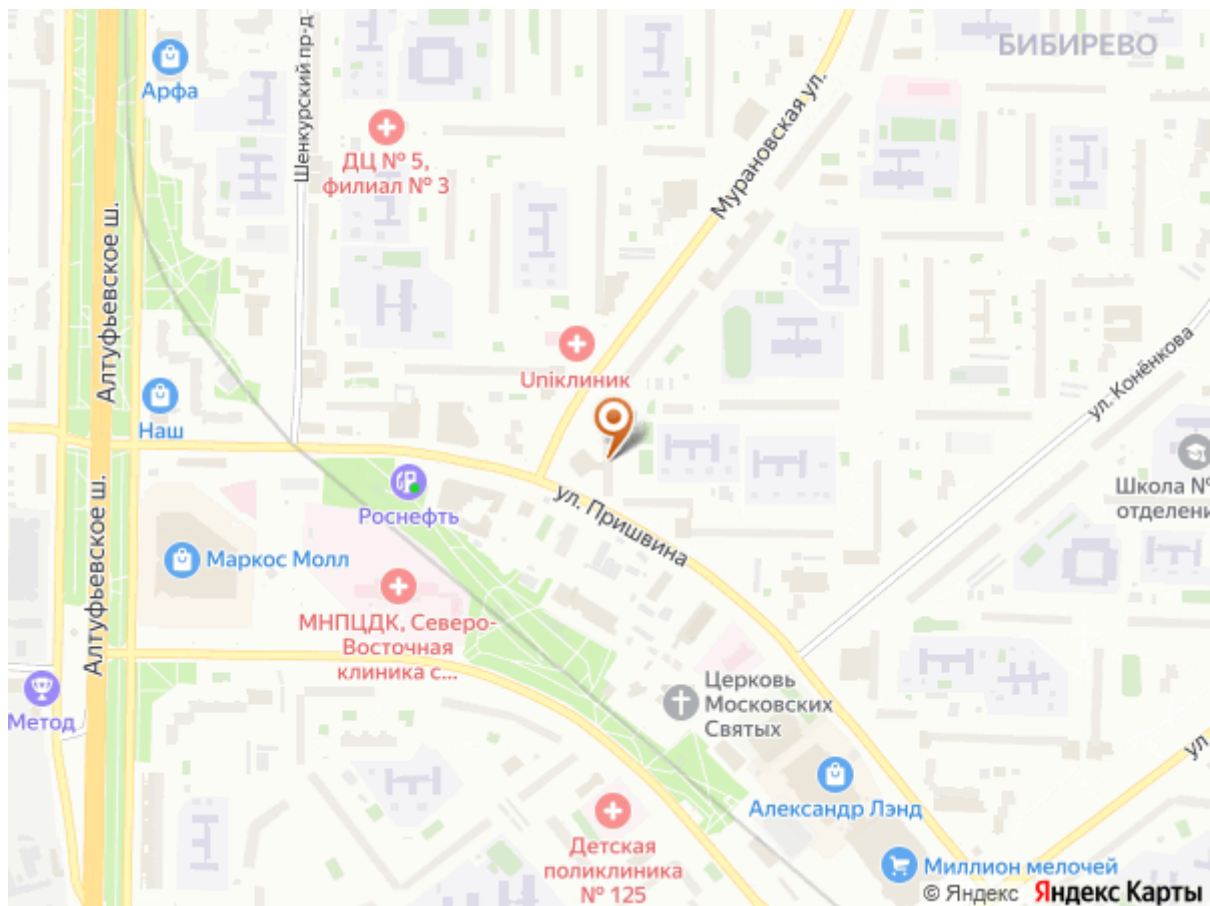 БИБИРЕВО
Арфа
Шенкурский пр-д
ДЦ № 5,
филиал № 3
Мурановская ул.
Алтуфьевское ш.
Uniклиник
ул. Конёнкова
Наш
Роснефть
ул. Пришвина
Школа №
отделени
Маркос Молл
Алтуфьевское ш.
МНПЦДК, Северо-
Восточная
клиника с...
Метод
Церковь
Московских
Святых
ул
Александр Лэнд
Детская
поликлиника
№ 125
Миллион мелочей
© Яндекс Яндекс Карты